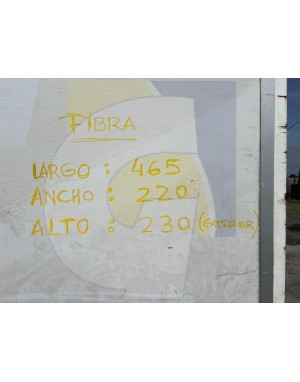 FIBRA
LARGO : 465
ANCHO : 220
ALTO : 230 (EXTERIOR)